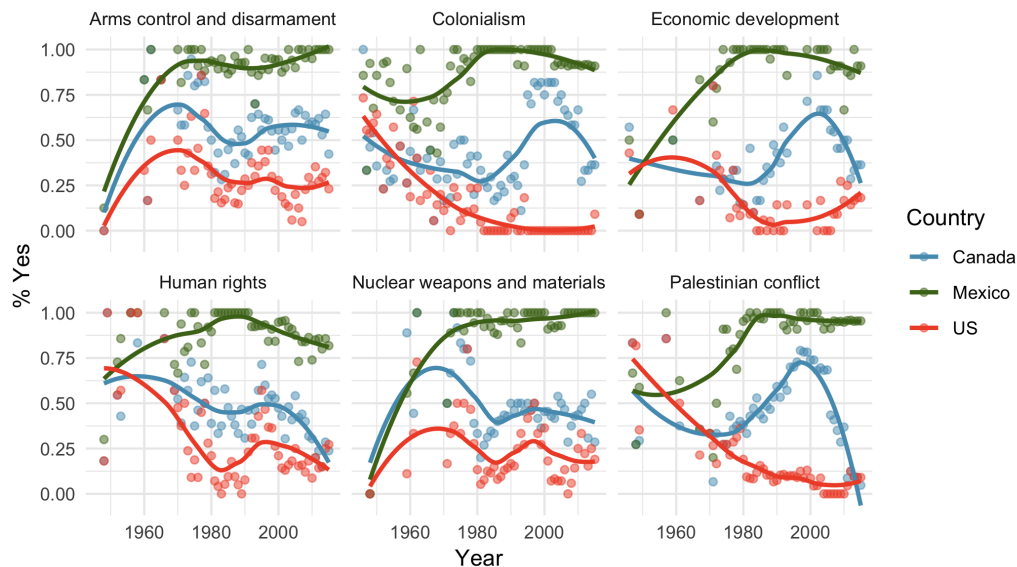 Arms control and disarmament
Colonialism
Economic development
1.00
0.75
0.50
0.25
0.00
Human rights
Nuclear weapons and materials
Palestinian conflict
1.00
0.75
0.50
0.25
0.00
1960 1980 2000
1960 1980 2000
1960 1980 2000
Year
% Yes
Country
Canada
Mexico
US